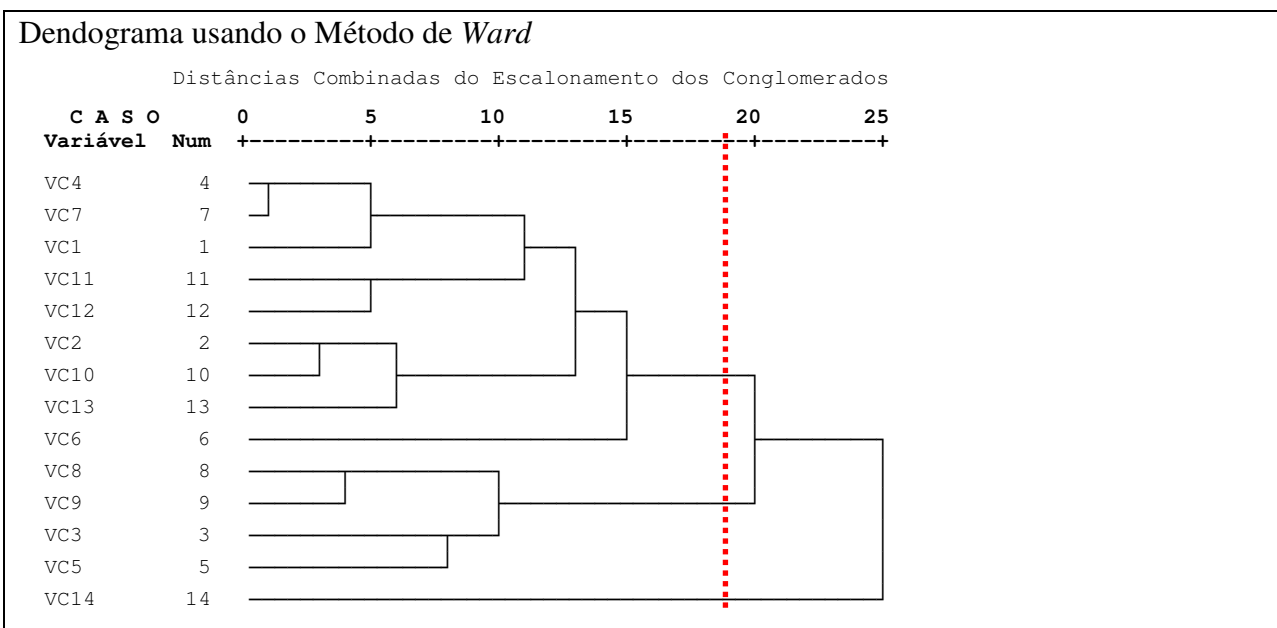 Dendograma usando o Método de Ward
Distâncias Combinadas do Escalonamento dos Conglomerados
C A S O 0 5 10 15 20 25
Variável Num +---------+---------+---------+---------+---------+
VC4 4
VC7 7
VC1 1
VC11 11
VC12 12
VC2 2
VC10 10
VC13 13
VC6 6
VC8 8
VC9 9
VC3 3
VC5 5
VC14 14